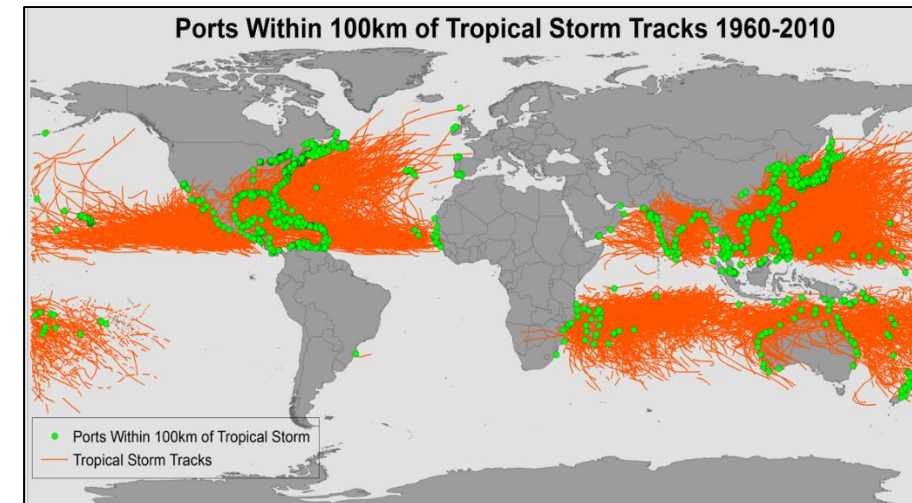 Ports Within 100km of Tropical Storm Tracks 1960-2010
Ports Within 100km of Tropical Storm
Tropical Storm Tracks